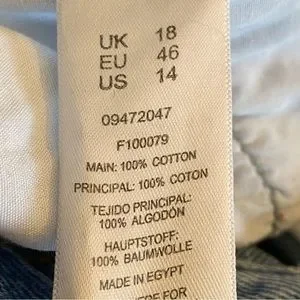 UK 18
EU 46
US 14
09472047
F100079
MAIN: 100% COTTON
PRINCIPAL: 100% COTON
TEJIDO PRINCIPAL:
100% ALGODÓN
HAUPTSTOFF:
100% BAUMWOLLE
MADE IN EGYPT
FOR